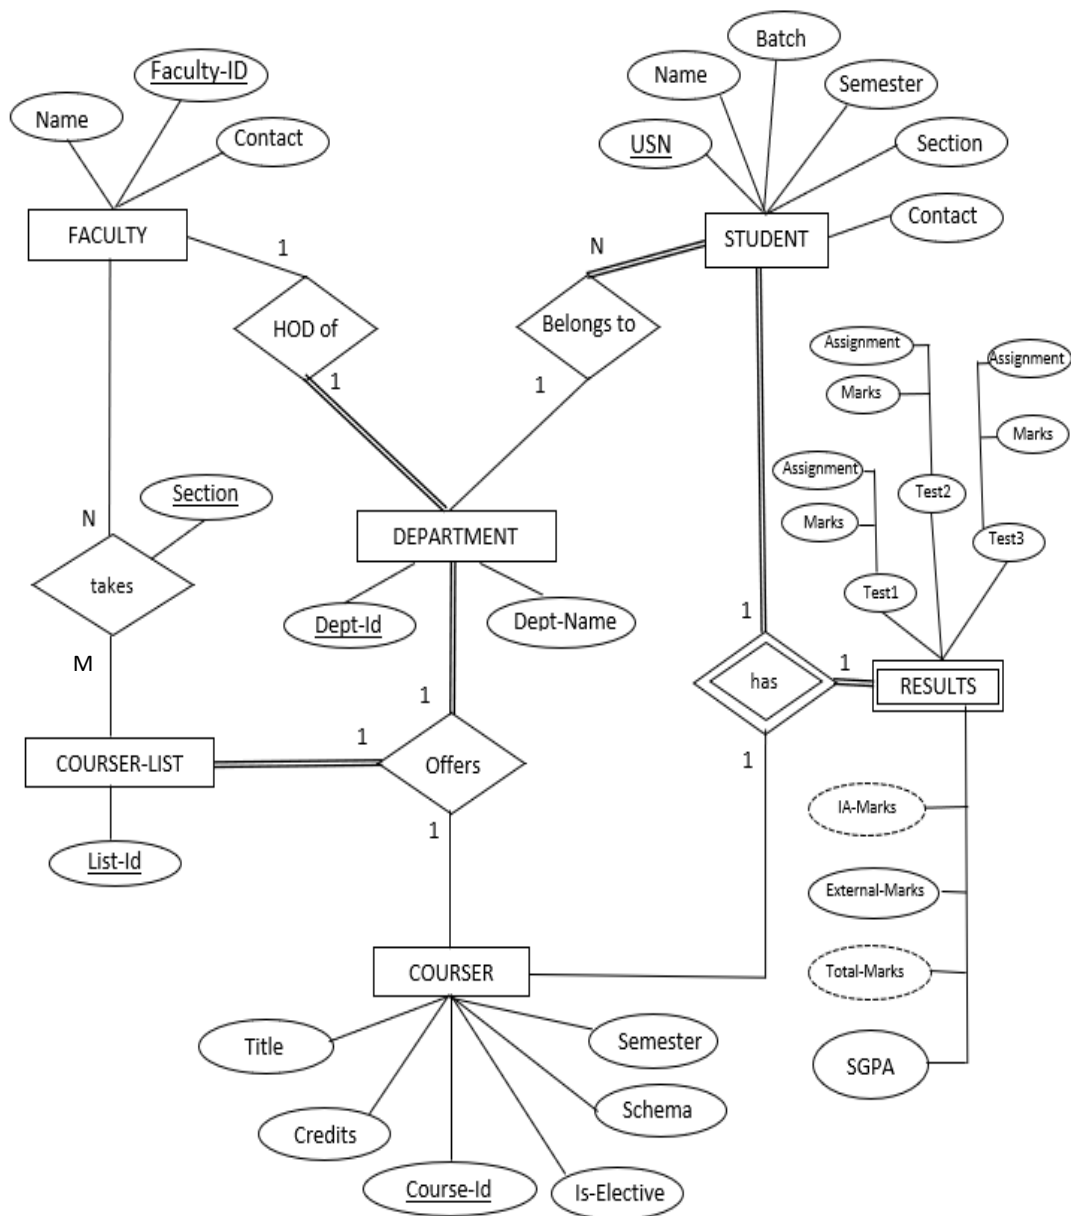 Batch
Faculty-ID
Name
Semester
Name
Contact
USN
Section
Contact
FACULTY
STUDENT
1
N
HOD of
Belongs to
1
1
Assignment
Assignment
Marks
Marks
Assignment
Section
Test2
Marks
N
DEPARTMENT
Test3
takes
Test1
Dept-Id
Dept-Name
1
M
1
has
RESULTS
1
1
COURSER-LIST
1
Offers
1
1
IA-Marks
List-Id
External-Marks
COURSER
Total-Marks
Title
Semester
SGPA
Schema
Credits
Course-Id
Is-Elective